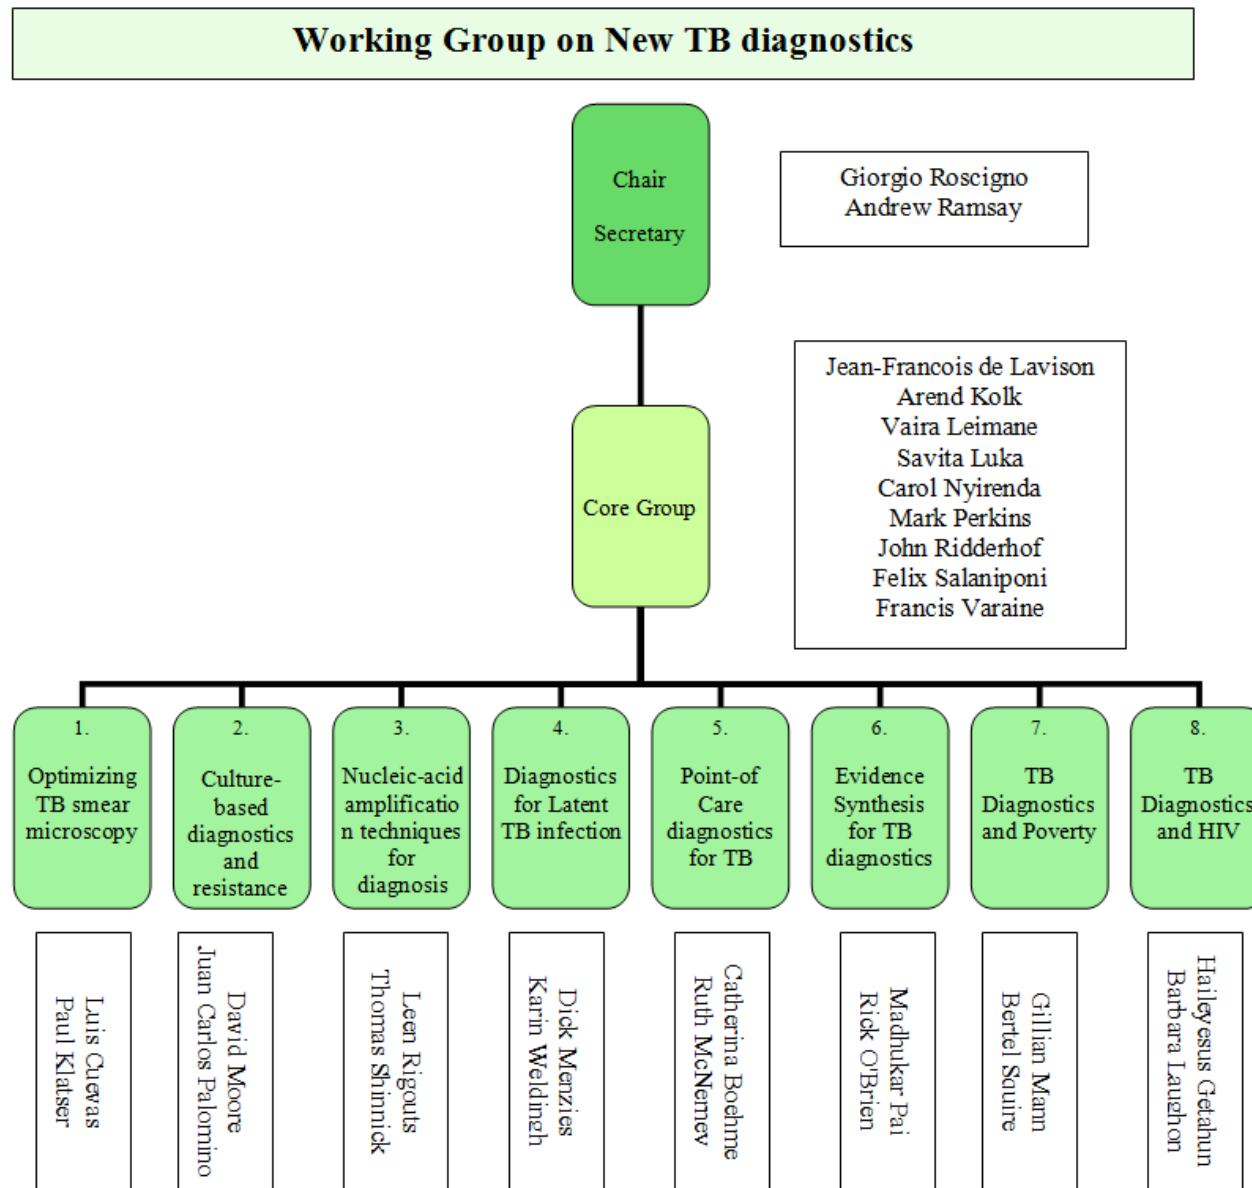 Working Group on New TB diagnostics
Chair
Secretary
Giorgio Roscigno
Andrew Ramsay
Core Group
Jean-Francois de Lavison
Arend Kolk
Vaira Leimane
Savita Luka
Carol Nyirenda
Mark Perkins
John Ridderhof
Felix Salaniponi
Francis Varaine
1.
Optimizing
TB smear
microscopy
2.
Culture-
based
diagnostics
and
resistance
3.
Nucleic-acid
amplificatio
n techniques
for
diagnosis
4.
Diagnostics
for Latent
TB infection
5.
Point-of
Care
diagnostics
for TB
6.
Evidence
Synthesis
for TB
diagnostics
7.
TB
Diagnostics
and Poverty
8.
TB
Diagnostics
and HIV
Luis Cuevas
Paul Klatser
David Moore
Juan Carlos Palomino
Leen Rigouts
Thomas Shinnick
Dick Menzies
Karin Weldingh
Catherina Boehme
Ruth McNerney
Madhukar Pai
Rick O'Brien
Gillian Mann
Bertel Squire
Haileyesus Getahun
Barbara Laughon